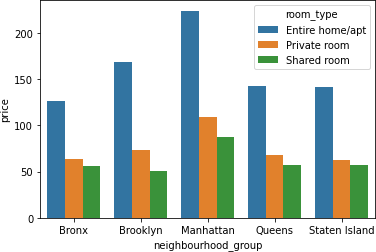 room_type
Entire home/apt
Private room
Shared room
200
150
100
50
0
price
Bronx Brooklyn Manhattan Queens Staten Island
neighbourhood_group